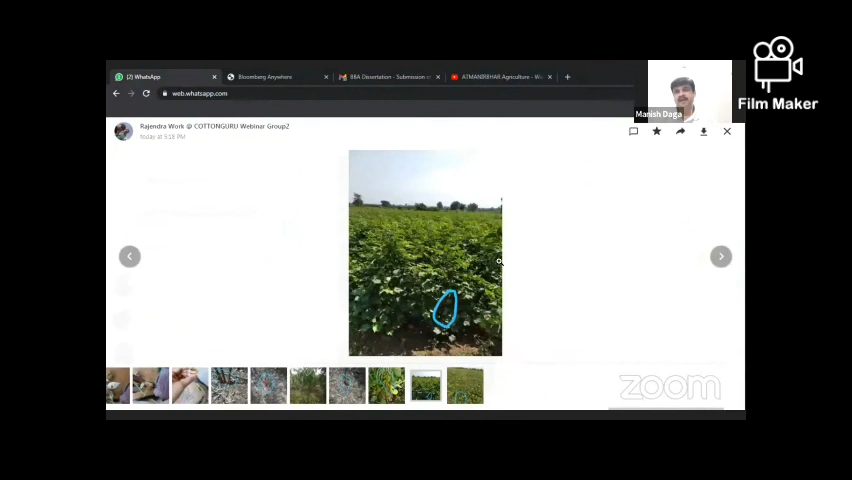 Film Maker
(2) WhatsApp
Bloomberg Anywhere
BBA Dissertation - Submission o
ATMANIRBHAR Agriculture - W
web.whatsapp.com
Manish Daga
Rajendra Work @ COTTONGURU Webinar Group2
today at 5:18 PM
zoom